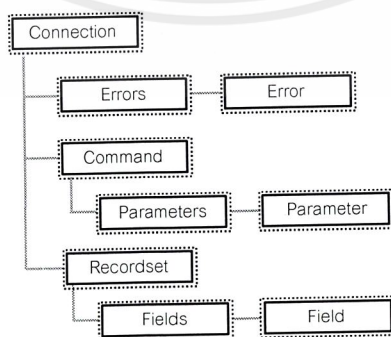 Connection
Errors Error
Command
Parameters Parameter
Recordset
Fields Field